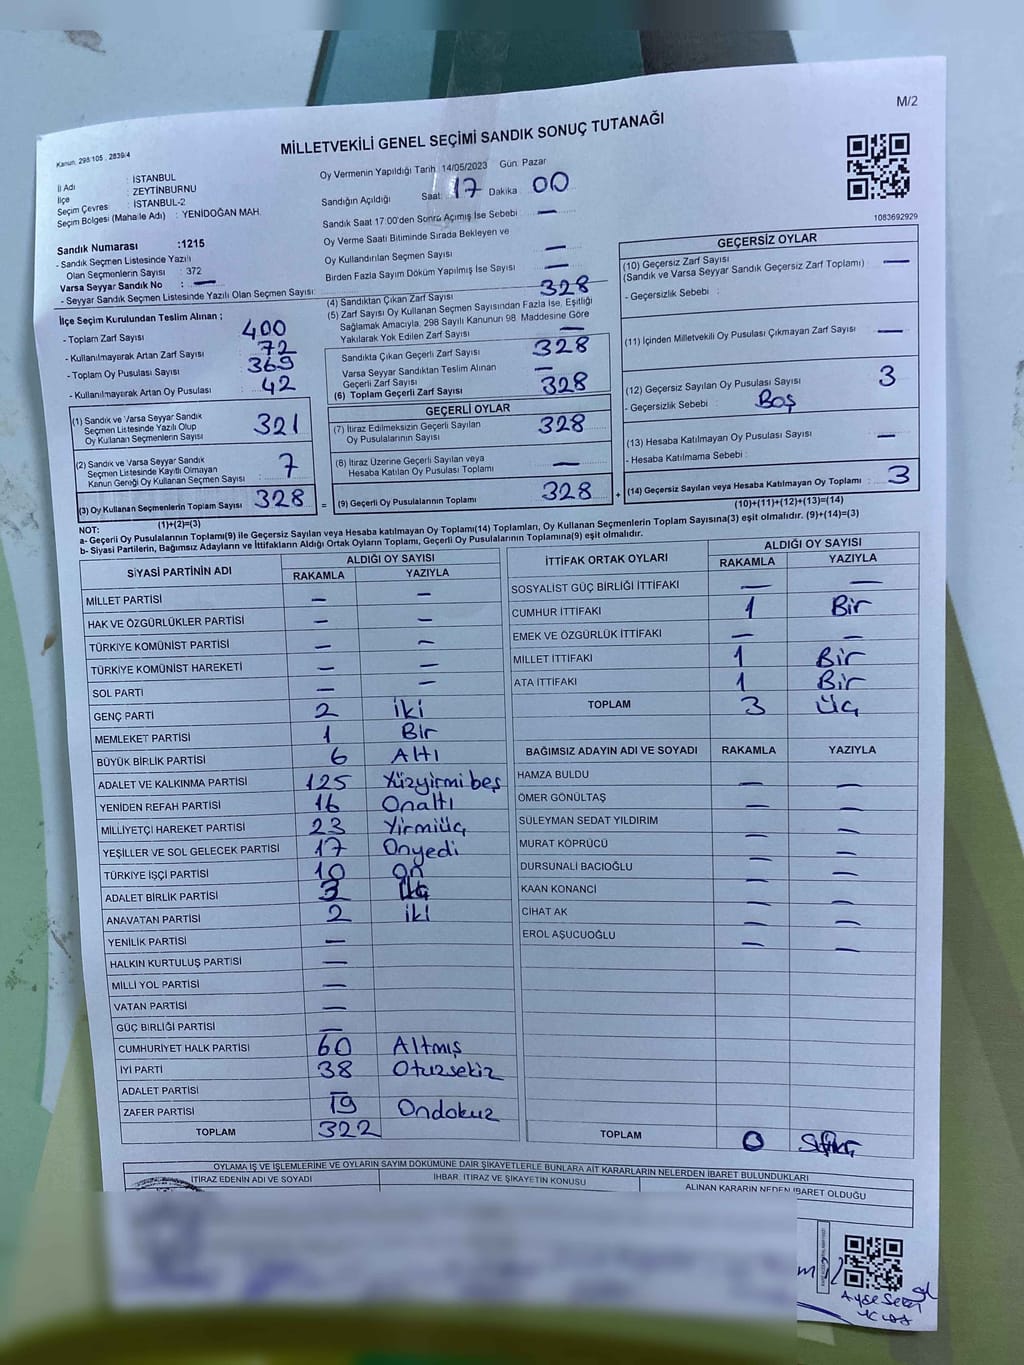 M/2
Kanun. 298/105 . 2839/4
MİLLETVEKİLİ GENEL SEÇİMİ SANDIK SONUÇ TUTANAĞI
İl Adı : İSTANBUL
İlçe : ZEYTİNBURNU
Seçim Çevresi : İSTANBUL-2
Seçim Bölgesi (Mahalle Adı) : YENİDOĞAN MAH.
Sandık Numarası :1215
- Sandık Seçmen Listesinde Yazılı
Olan Seçmenlerin Sayısı : 372
Varsa Seyyar Sandık No : —
- Seyyar Sandık Seçmen Listesinde Yazılı Olan Seçmen Sayısı:
Oy Vermenin Yapıldığı Tarih 14/05/2023 Gün: Pazar
Sandığın Açıldığı Saat: 17 Dakika 00
Sandık Saat 17:00'den Sonra Açımış İse Sebebi : —
Oy Verme Saati Bitiminde Sırada Bekleyen ve
Oy Kullandırılan Seçmen Sayısı —
Birden Fazla Sayım Döküm Yapılmış İse Sayısı —
1083692929
İlçe Seçim Kurulundan Teslim Alınan ;
- Toplam Zarf Sayısı : 400
- Kullanılmayarak Artan Zarf Sayısı : 72
- Toplam Oy Pusulası Sayısı : 369
- Kullanılmayarak Artan Oy Pusulası : 42
(1) Sandık ve Varsa Seyyar Sandık
Seçmen Listesinde Yazılı Olup
Oy Kullanan Seçmenlerin Sayısı 321
(2) Sandık ve Varsa Seyyar Sandık
Seçmen Listesinde Kayıtlı Olmayan
Kanun Gereği Oy Kullanan Seçmen Sayısı 7
(3) Oy Kullanan Seçmenlerin Toplam Sayısı 328
(1)+(2)=(3)
(4) Sandıktan Çıkan Zarf Sayısı 328
(5) Zarf Sayısı Oy Kullanan Seçmen Sayısından Fazla İse, Eşitliği
Sağlamak Amacıyla, 298 Sayılı Kanunun 98. Maddesine Göre
Yakılarak Yok Edilen Zarf Sayısı —
Sandıkta Çıkan Geçerli Zarf Sayısı 328
Varsa Seyyar Sandıktan Teslim Alınan
Geçerli Zarf Sayısı —
(6) Toplam Geçerli Zarf Sayısı 328
GEÇERLİ OYLAR
(7) İtiraz Edilmeksizin Geçerli Sayılan
Oy Pusulalarının Sayısı 328
(8) İtiraz Üzerine Geçerli Sayılan veya
Hesaba Katılan Oy Pusulası Toplamı —
= (9) Geçerli Oy Pusulalarının Toplamı 328
GEÇERSİZ OYLAR
(10) Geçersiz Zarf Sayısı
(Sandık ve Varsa Seyyar Sandık Geçersiz Zarf Toplamı) —
- Geçersizlik Sebebi :
(11) İçinden Milletvekili Oy Pusulası Çıkmayan Zarf Sayısı —
(12) Geçersiz Sayılan Oy Pusulası Sayısı 3
- Geçersizlik Sebebi : Boş
(13) Hesaba Katılmayan Oy Pusulası Sayısı —
- Hesaba Katılmama Sebebi :
+ (14) Geçersiz Sayılan veya Hesaba Katılmayan Oy Toplamı : 3
(10)+(11)+(12)+(13)=(14)
NOT:
a- Geçerli Oy Pusulalarının Toplamı(9) ile Geçersiz Sayılan veya Hesaba katılmayan Oy Toplamı(14) Toplamları, Oy Kullanan Seçmenlerin Toplam Sayısına(3) eşit olmalıdır. (9)+(14)=(3)
b- Siyasi Partilerin, Bağımsız Adayların ve İttifakların Aldığı Ortak Oyların Toplamı, Geçerli Oy Pusulalarının Toplamına(9) eşit olmalıdır.
SİYASİ PARTİNİN ADI ALDIĞI OY SAYISI
RAKAMLA YAZIYLA
MİLLET PARTİSİ — —
HAK VE ÖZGÜRLÜKLER PARTİSİ — —
TÜRKİYE KOMÜNİST PARTİSİ — —
TÜRKİYE KOMÜNİST HAREKETİ — —
SOL PARTİ — —
GENÇ PARTİ 2 iki
MEMLEKET PARTİSİ 1 Bir
BÜYÜK BİRLİK PARTİSİ 6 Altı
ADALET VE KALKINMA PARTİSİ 125 Yüzyirmi beş
YENİDEN REFAH PARTİSİ 16 Onaltı
MİLLİYETÇİ HAREKET PARTİSİ 23 Yirmiüç
YEŞİLLER VE SOL GELECEK PARTİSİ 17 Onyedi
TÜRKİYE İŞÇİ PARTİSİ 10 on
ADALET BİRLİK PARTİSİ 3 üç
ANAVATAN PARTİSİ 2 iki
YENİLİK PARTİSİ —
HALKIN KURTULUŞ PARTİSİ —
MİLLİ YOL PARTİSİ —
VATAN PARTİSİ —
GÜÇ BİRLİĞİ PARTİSİ —
CUMHURİYET HALK PARTİSİ 60 Altmış
İYİ PARTİ 38 Otuzsekiz
ADALET PARTİSİ —
ZAFER PARTİSİ 19 Ondokuz
TOPLAM 322
İTTİFAK ORTAK OYLARI ALDIĞI OY SAYISI
RAKAMLA YAZIYLA
SOSYALİST GÜÇ BİRLİĞİ İTTİFAKI — —
CUMHUR İTTİFAKI 1 Bir
EMEK VE ÖZGÜRLÜK İTTİFAKI — —
MİLLET İTTİFAKI 1 Bir
ATA İTTİFAKI 1 Bir
TOPLAM 3 üç
BAĞIMSIZ ADAYIN ADI VE SOYADI RAKAMLA YAZIYLA
HAMZA BULDU — —
ÖMER GÖNÜLTAŞ — —
SÜLEYMAN SEDAT YILDIRIM — —
MURAT KÖPRÜCÜ — —
DURSUNALİ BACIOĞLU — —
KAAN KONANCİ — —
CİHAT AK — —
EROL AŞUCUOĞLU — —
TOPLAM 0 Sıfır
OYLAMA İŞ VE İŞLEMLERİNE VE OYLARIN SAYIM DÖKÜMÜNE DAİR ŞİKAYETLERLE BUNLARA AİT KARARLARIN NELERDEN İBARET BULUNDUKLARI
İTİRAZ EDENİN ADI VE SOYADI İHBAR. İTİRAZ VE ŞİKAYETİN KONUSU ALINAN KARARIN NEDEN İBARET OLDUĞU